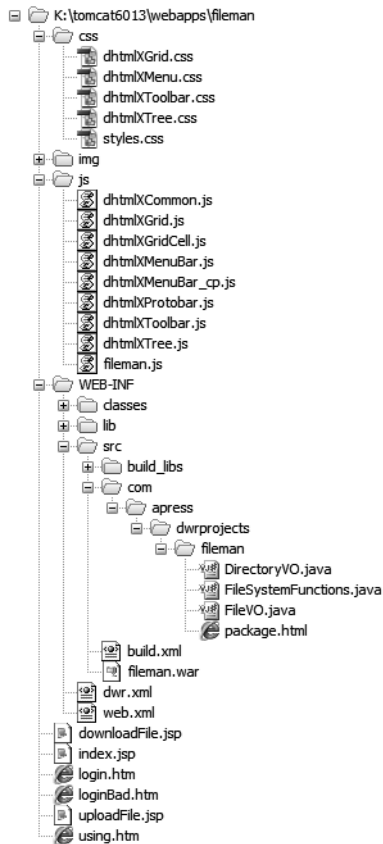 K:\tomcat6013\webapps\fileman
css
dhtmlXGrid.css
dhtmlXMenu.css
dhtmlXToolbar.css
dhtmlXTree.css
styles.css
img
js
dhtmlXCommon.js
dhtmlXGrid.js
dhtmlXGridCell.js
dhtmlXMenuBar.js
dhtmlXMenuBar_cp.js
dhtmlXProtobar.js
dhtmlXToolbar.js
dhtmlXTree.js
fileman.js
WEB-INF
classes
lib
src
build_libs
com
apress
dwrprojects
fileman
DirectoryVO.java
FileSystemFunctions.java
FileVO.java
package.html
build.xml
fileman.war
dwr.xml
web.xml
downloadFile.jsp
index.jsp
login.htm
loginBad.htm
uploadFile.jsp
using.htm